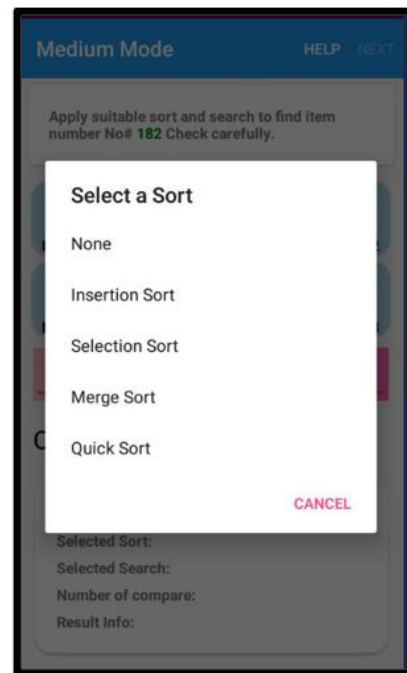 Medium Mode HELP NEXT
Apply suitable sort and search to find item
number No# 182 Check carefully.
Select a Sort
None
Insertion Sort
Selection Sort
Merge Sort
Quick Sort
CANCEL
Selected Sort:
Selected Search:
Number of compare:
Result Info: